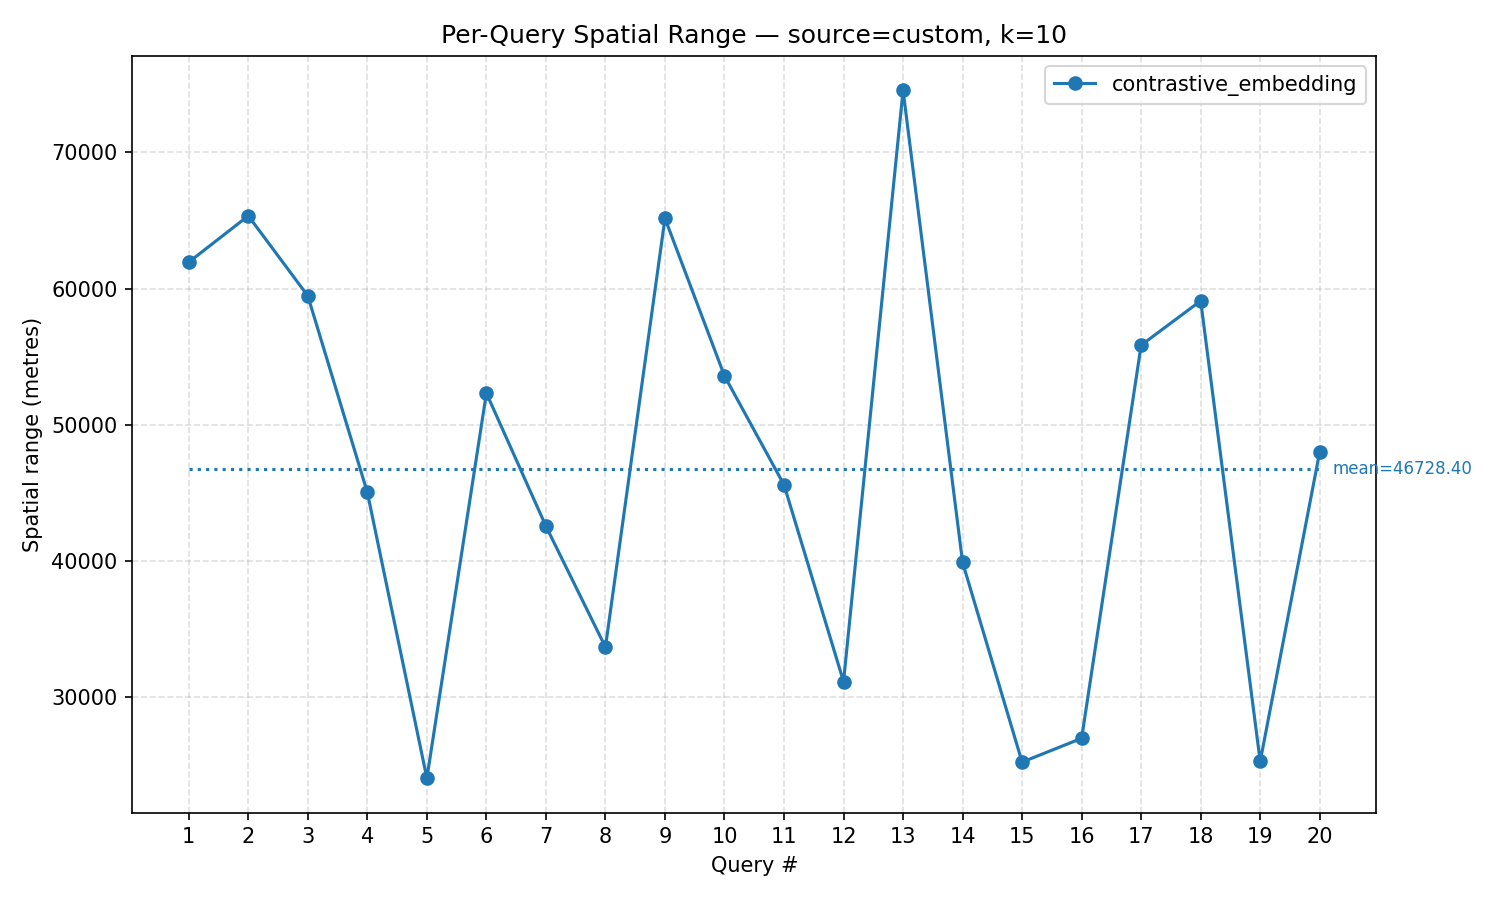 Per-Query Spatial Range — source=custom, k=10
contrastive_embedding
Spatial range (metres)
70000
60000
50000
40000
30000
mean=46728.40
1 2 3 4 5 6 7 8 9 10 11 12 13 14 15 16 17 18 19 20
Query #